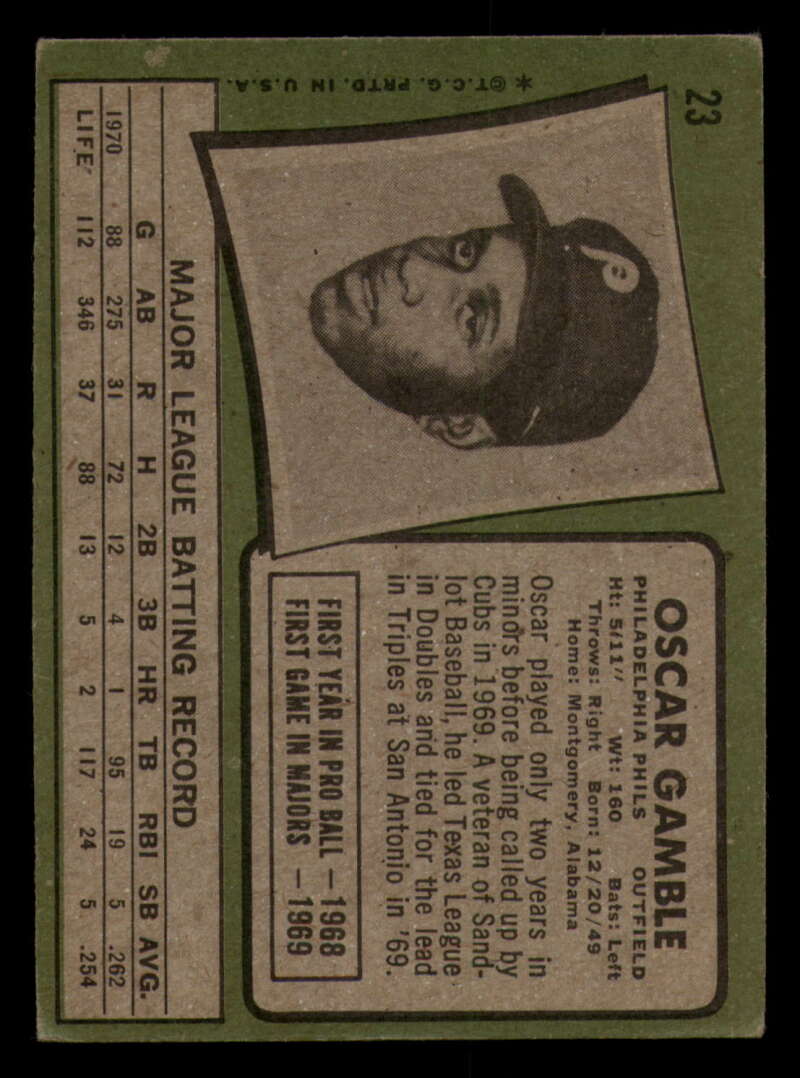 23
OSCAR GAMBLE
PHILADELPHIA PHILS OUTFIELD
Ht: 5'11" Wt: 160 Bats: Left
Throws: Right Born: 12/20/49
Home: Montgomery, Alabama
Oscar played only two years in
minors before being called up by
Cubs in 1969. A veteran of Sand-
lot Baseball, he led Texas League
in Doubles and tied for the lead
in Triples at San Antonio in '69.
FIRST YEAR IN PRO BALL – 1968
FIRST GAME IN MAJORS – 1969
P
*©T.C.G. PRTD. IN U.S.A.
MAJOR LEAGUE BATTING RECORD
G AB R H 2B 3B HR TB RBI SB AVG.
1970 88 275 31 72 12 4 1 95 19 5 .262
LIFE 112 346 37 88 13 5 2 117 24 5 .254